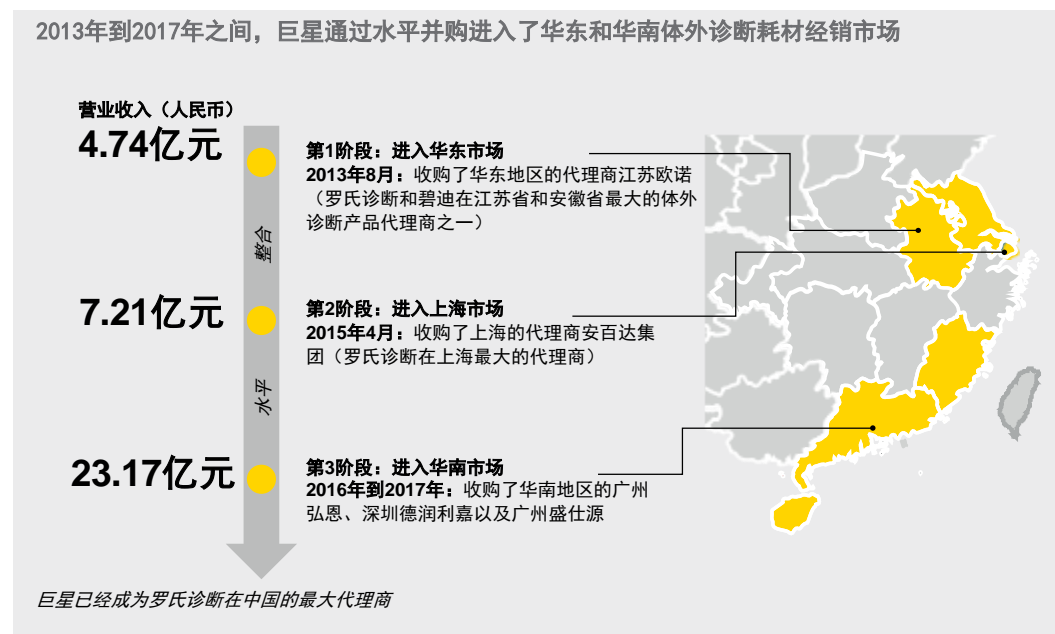 2013年到2017年之间，巨星通过水平并购进入了华东和华南体外诊断耗材经销市场
营业收入（人民币）
4.74亿元
第1阶段：进入华东市场
2013年8月：收购了华东地区的代理商江苏欧诺
（罗氏诊断和碧迪在江苏省和安徽省最大的体外
诊断产品代理商之一）
整合
7.21亿元
第2阶段：进入上海市场
2015年4月：收购了上海的代理商安百达集
团（罗氏诊断在上海最大的代理商）
水平
23.17亿元
第3阶段：进入华南市场
2016年到2017年：收购了华南地区的广州
弘恩、深圳德润利嘉以及广州盛仕源
巨星已经成为罗氏诊断在中国的最大代理商